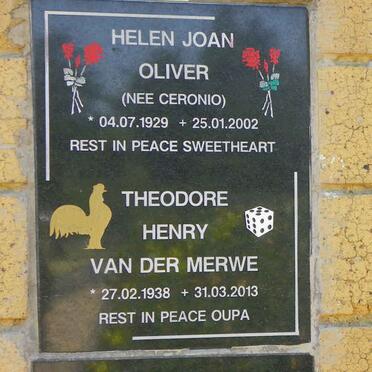 HELEN JOAN
OLIVER
(NEE CERONIO)
* 04.07.1929 + 25.01.2002
REST IN PEACE SWEETHEART
THEODORE
HENRY
VAN DER MERWE
* 27.02.1938 + 31.03.2013
REST IN PEACE OUPA